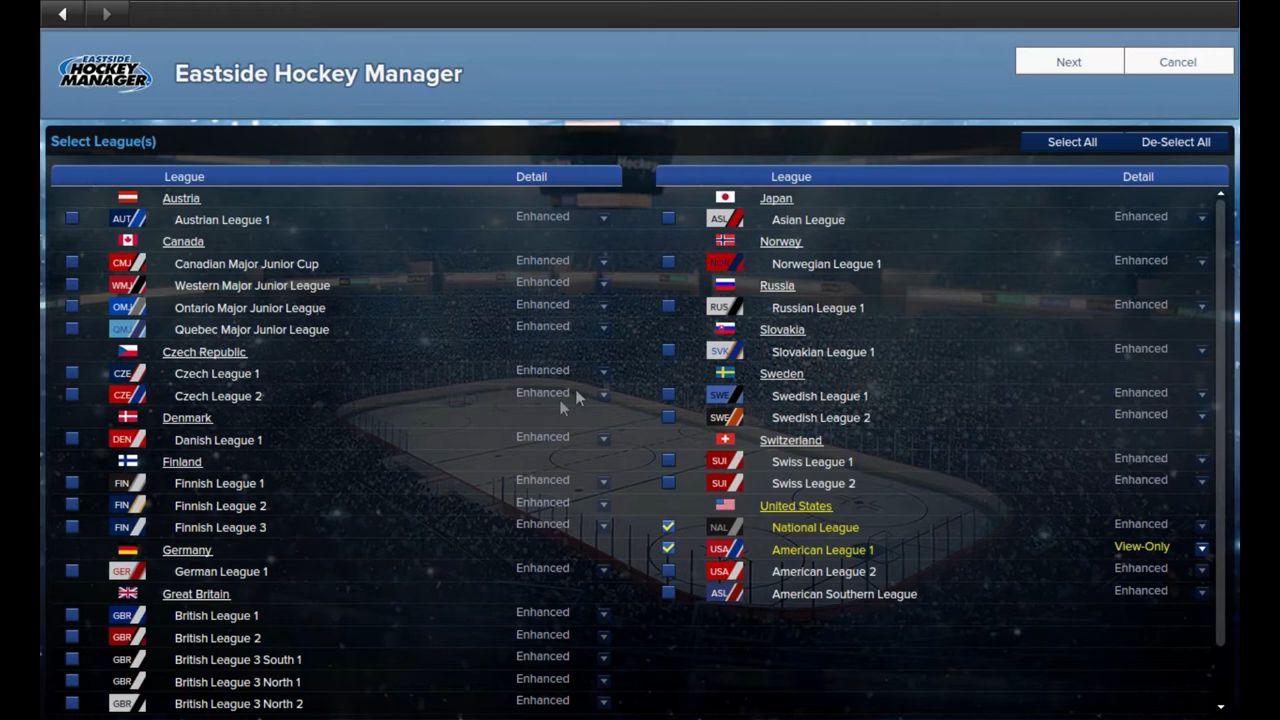 EASTSIDE HOCKEY MANAGER
Eastside Hockey Manager
Next
Cancel
Select League(s)
Select All
De-Select All
League
Detail
Austria
AUT Austrian League 1 Enhanced
Canada
CMJ Canadian Major Junior Cup Enhanced
WMJ Western Major Junior League Enhanced
OMJ Ontario Major Junior League Enhanced
QMJ Quebec Major Junior League Enhanced
Czech Republic
CZE Czech League 1 Enhanced
CZE Czech League 2 Enhanced
Denmark
DEN Danish League 1 Enhanced
Finland
FIN Finnish League 1 Enhanced
FIN Finnish League 2 Enhanced
FIN Finnish League 3 Enhanced
Germany
GER German League 1 Enhanced
Great Britain
GBR British League 1 Enhanced
GBR British League 2 Enhanced
GBR British League 3 South 1 Enhanced
GBR British League 3 North 1 Enhanced
GBR British League 3 North 2 Enhanced
League
Detail
Japan
ASL Asian League Enhanced
Norway
NOR Norwegian League 1 Enhanced
Russia
RUS Russian League 1 Enhanced
Slovakia
SVK Slovakian League 1 Enhanced
Sweden
SWE Swedish League 1 Enhanced
SWE Swedish League 2 Enhanced
Switzerland
SUI Swiss League 1 Enhanced
SUI Swiss League 2 Enhanced
United States
NAL National League Enhanced
USA American League 1 View-Only
USA American League 2 Enhanced
ASL American Southern League Enhanced